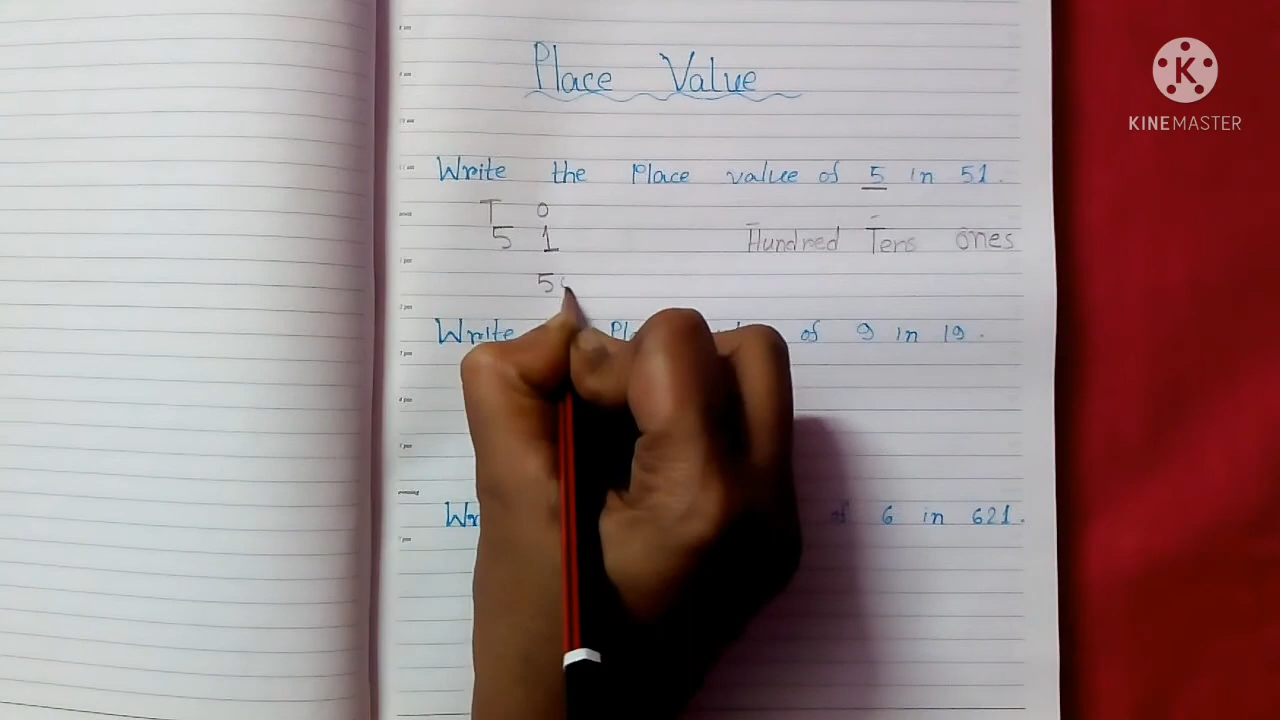 Place Value
KINEMASTER
Write the Place value of 5 in 51.
T O
5 1 Hundred Tens ones
5
Write of 9 in 19.
of 6 in 621.